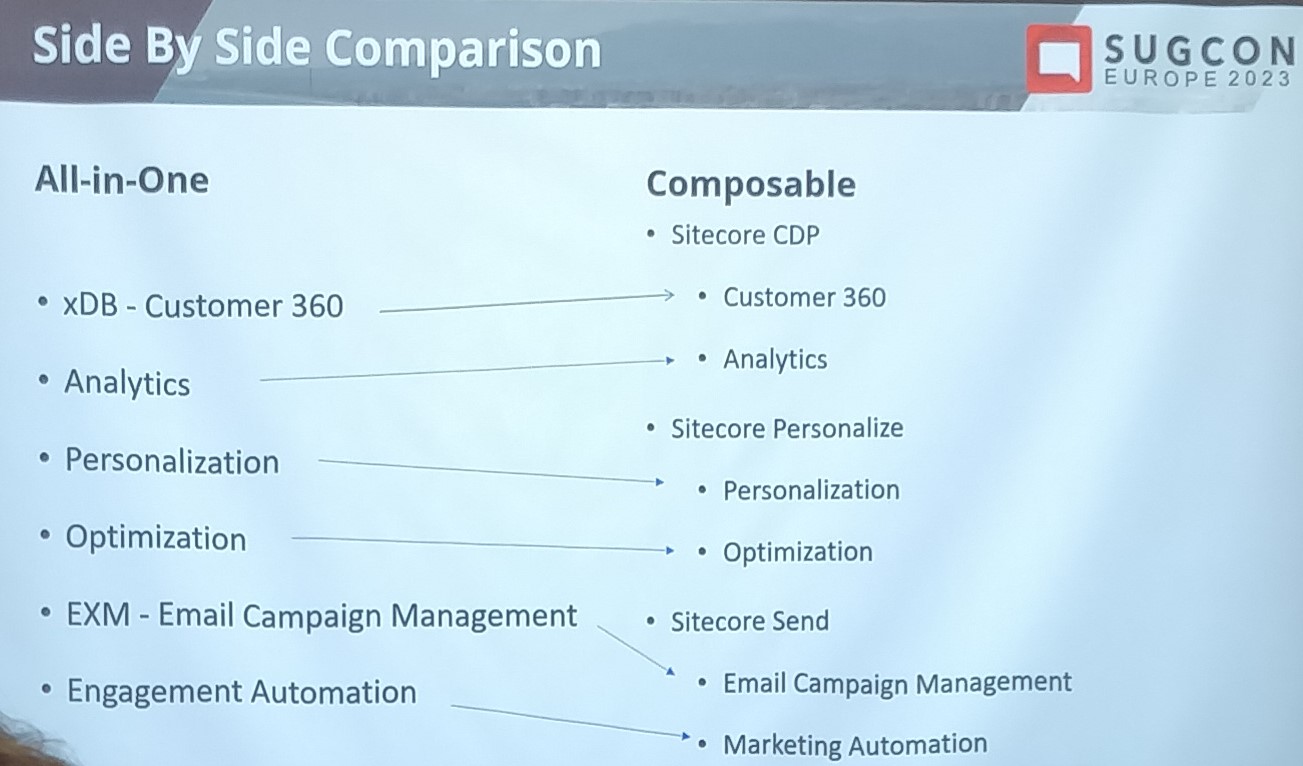 Side By Side Comparison
SUGCON
EUROPE 2023
All-in-One
• xDB - Customer 360
• Analytics
• Personalization
• Optimization
• EXM - Email Campaign Management
• Engagement Automation
Composable
• Sitecore CDP
• Customer 360
• Analytics
• Sitecore Personalize
• Personalization
• Optimization
• Sitecore Send
• Email Campaign Management
• Marketing Automation